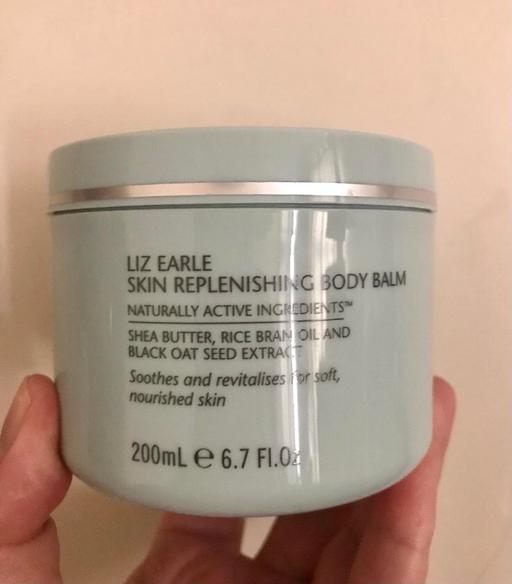 LIZ EARLE
SKIN REPLENISHING BODY BALM
NATURALLY ACTIVE INGREDIENTS™
SHEA BUTTER, RICE BRAN OIL AND
BLACK OAT SEED EXTRACT
Soothes and revitalises for soft,
nourished skin
200mL ℮ 6.7 Fl.Oz